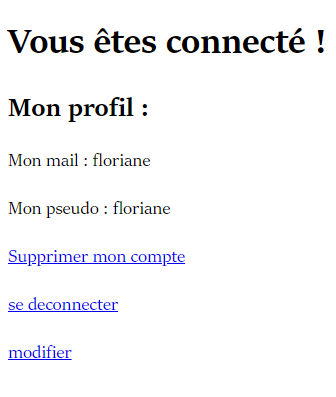 Vous êtes connecté !
Mon profil :
Mon mail : floriane
Mon pseudo : floriane
Supprimer mon compte
se deconnecter
modifier